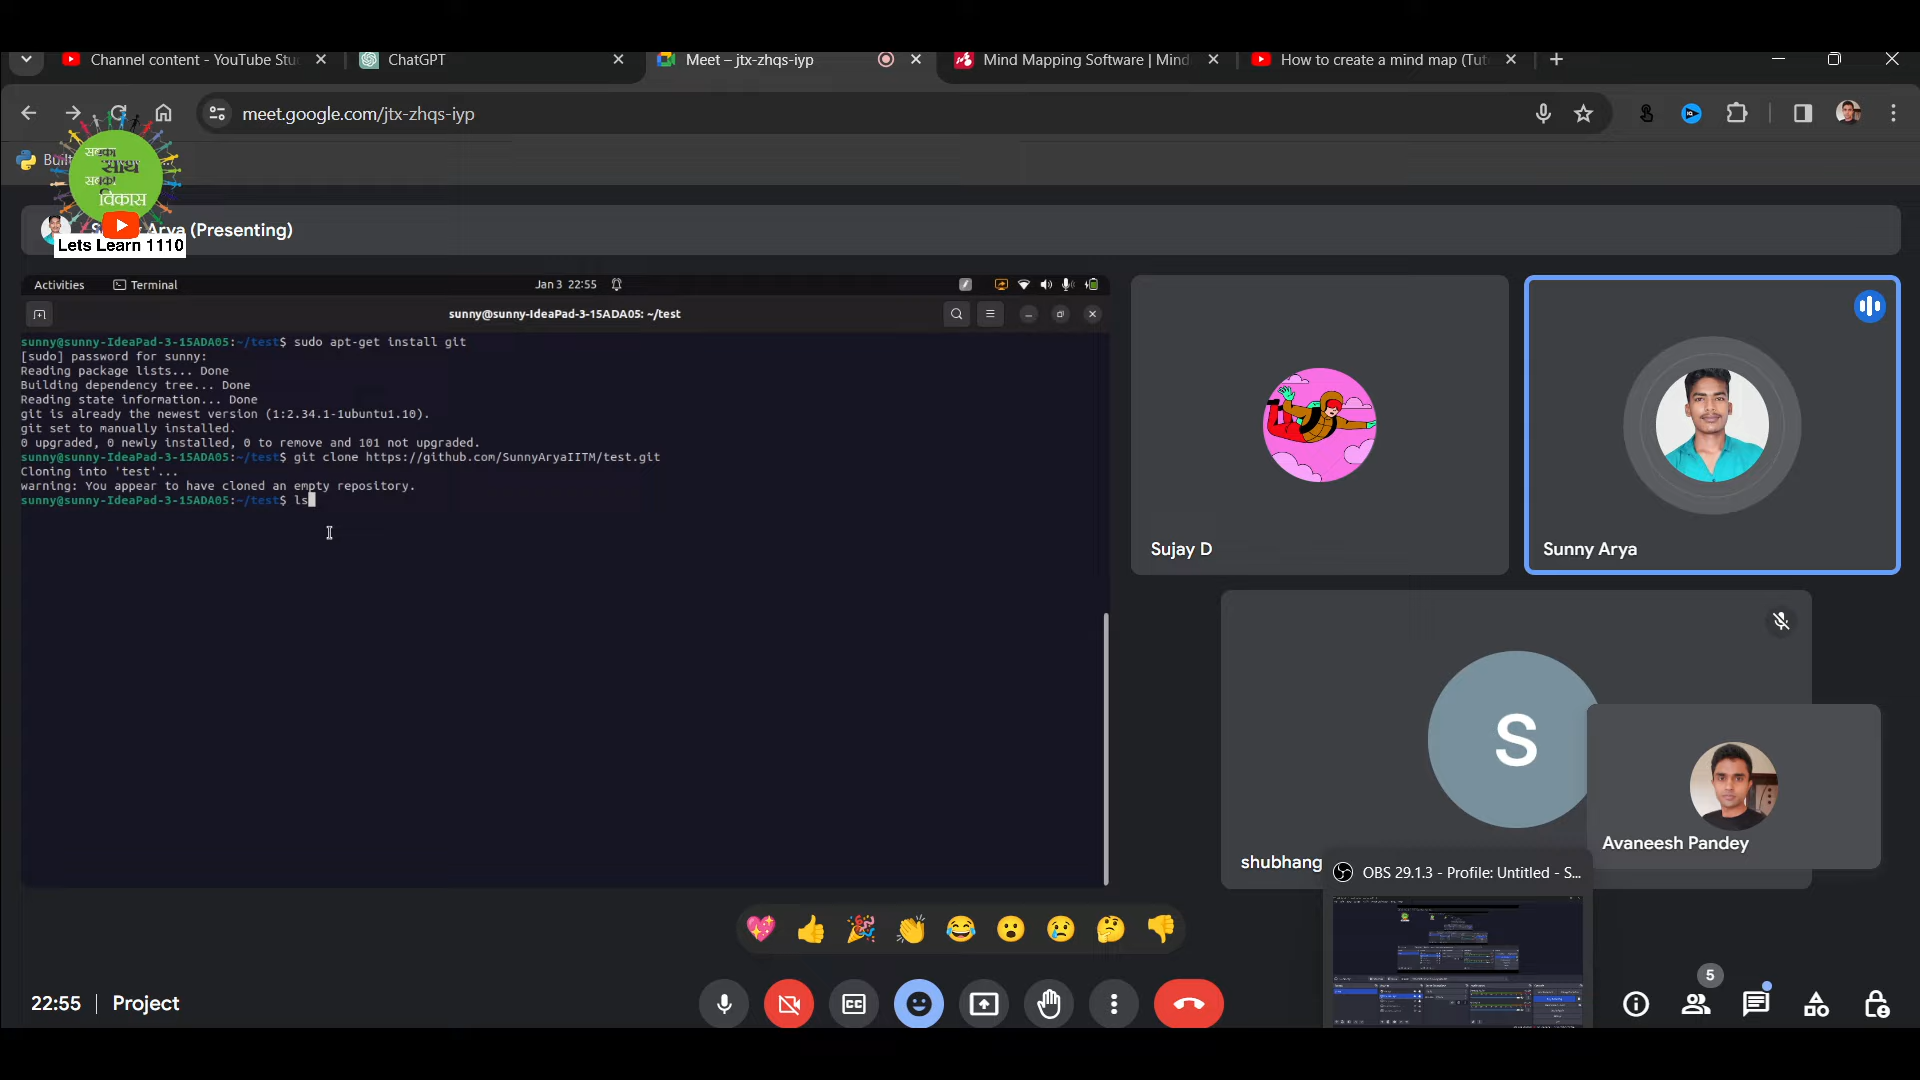 Channel content - YouTube Stu
ChatGPT
Meet – jtx-zhqs-iyp
Mind Mapping Software | Mind
How to create a mind map (Tut
meet.google.com/jtx-zhqs-iyp
सबका
साथ
सबका
विकास
Lets Learn 1110
Arya (Presenting)
Activities
Terminal
Jan 3 22:55
sunny@sunny-IdeaPad-3-15ADA05: ~/test
sunny@sunny-IdeaPad-3-15ADA05:~/test$ sudo apt-get install git
[sudo] password for sunny:
Reading package lists... Done
Building dependency tree... Done
Reading state information... Done
git is already the newest version (1:2.34.1-1ubuntu1.10).
git set to manually installed.
0 upgraded, 0 newly installed, 0 to remove and 101 not upgraded.
sunny@sunny-IdeaPad-3-15ADA05:~/test$ git clone https://github.com/SunnyAryaIITM/test.git
Cloning into 'test'...
warning: You appear to have cloned an empty repository.
sunny@sunny-IdeaPad-3-15ADA05:~/test$ ls
Sujay D
Sunny Arya
S
shubhang
Avaneesh Pandey
OBS 29.1.3 - Profile: Untitled - S...
22:55 | Project
5